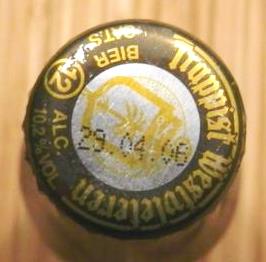 Trappist Westvleteren
12
BIER
ALC.
10,2 % VOL
29.04.06